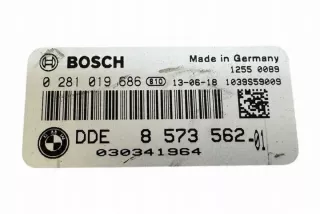 BOSCH Made in Germany
1255 0089
0 281 019 686 810 13-06-18 1039S59009
DDE 8 573 562-01
030341964